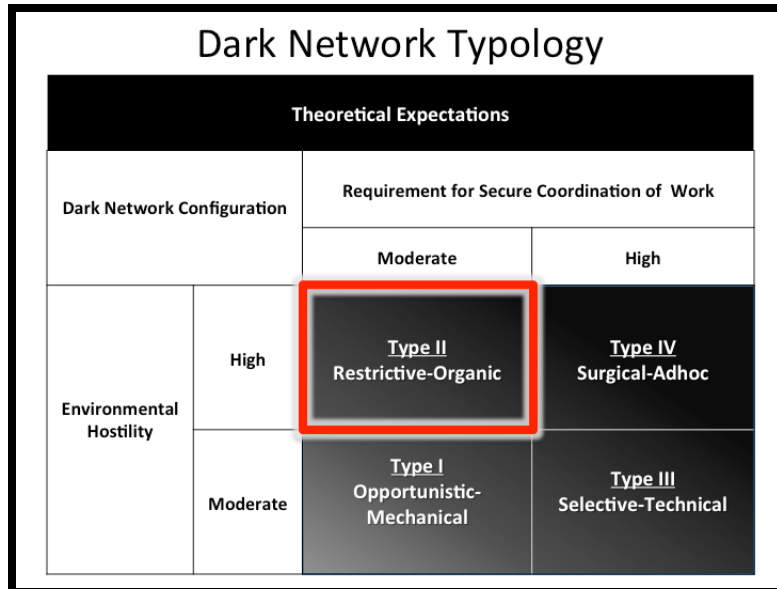 Dark Network Typology
Theoretical Expectations
Dark Network Configuration
Requirement for Secure Coordination of Work
Moderate
High
Environmental
Hostility
High
Type II
Restrictive-Organic
Type IV
Surgical-Adhoc
Moderate
Type I
Opportunistic-
Mechanical
Type III
Selective-Technical